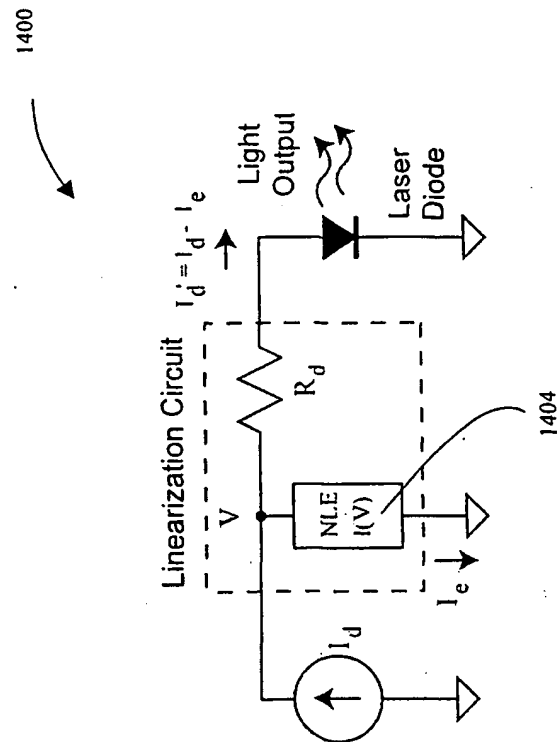 1400
Linearization Circuit
I_d' = I_d - I_e
Light
Output
V
R_d
Laser
Diode
NLE
I(V)
I_d
I_e
1404